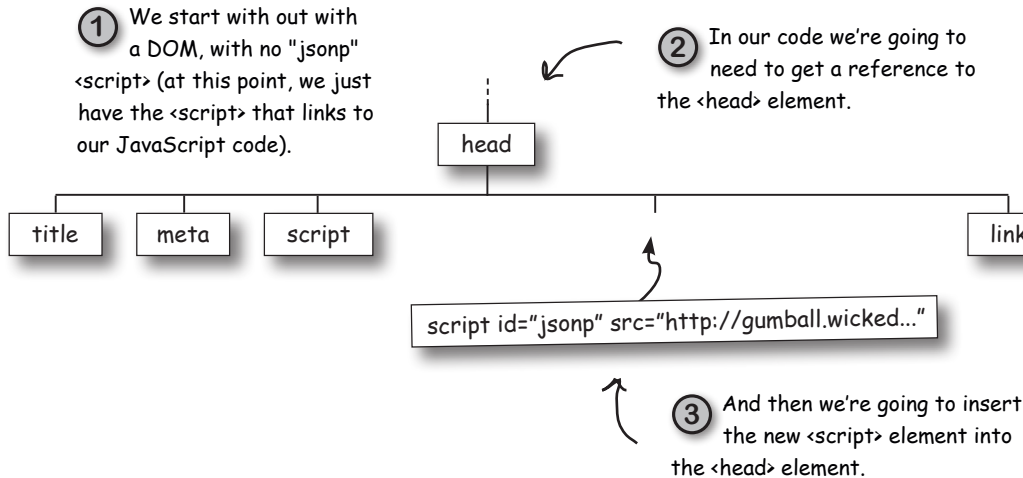 1 We start with out with
a DOM, with no "jsonp"
<script> (at this point, we just
have the <script> that links to
our JavaScript code).
2 In our code we're going to
need to get a reference to
the <head> element.
head
title
meta
script
link
script id="jsonp" src="http://gumball.wicked..."
3 And then we're going to insert
the new <script> element into
the <head> element.